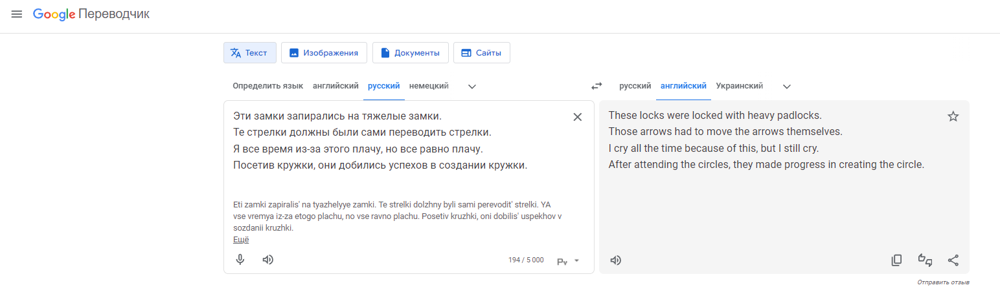 Google Переводчик
Текст
Изображения
Документы
Сайты
Определить язык
английский
русский
немецкий
русский
английский
Украинский
Эти замки запирались на тяжелые замки.
Те стрелки должны были сами переводить стрелки.
Я все время из-за этого плачу, но все равно плачу.
Посетив кружки, они добились успехов в создании кружки.
Eti zamki zapiralis' na tyazhelyye zamki. Te strelki dolzhny byli sami perevodit' strelki. YA
vse vremya iz-za etogo plachu, no vse ravno plachu. Posetiv kruzhki, oni dobilis' uspekhov v
sozdanii kruzhki.
Ещё
194 / 5 000
Ру
These locks were locked with heavy padlocks.
Those arrows had to move the arrows themselves.
I cry all the time because of this, but I still cry.
After attending the circles, they made progress in creating the circle.
Отправить отзыв